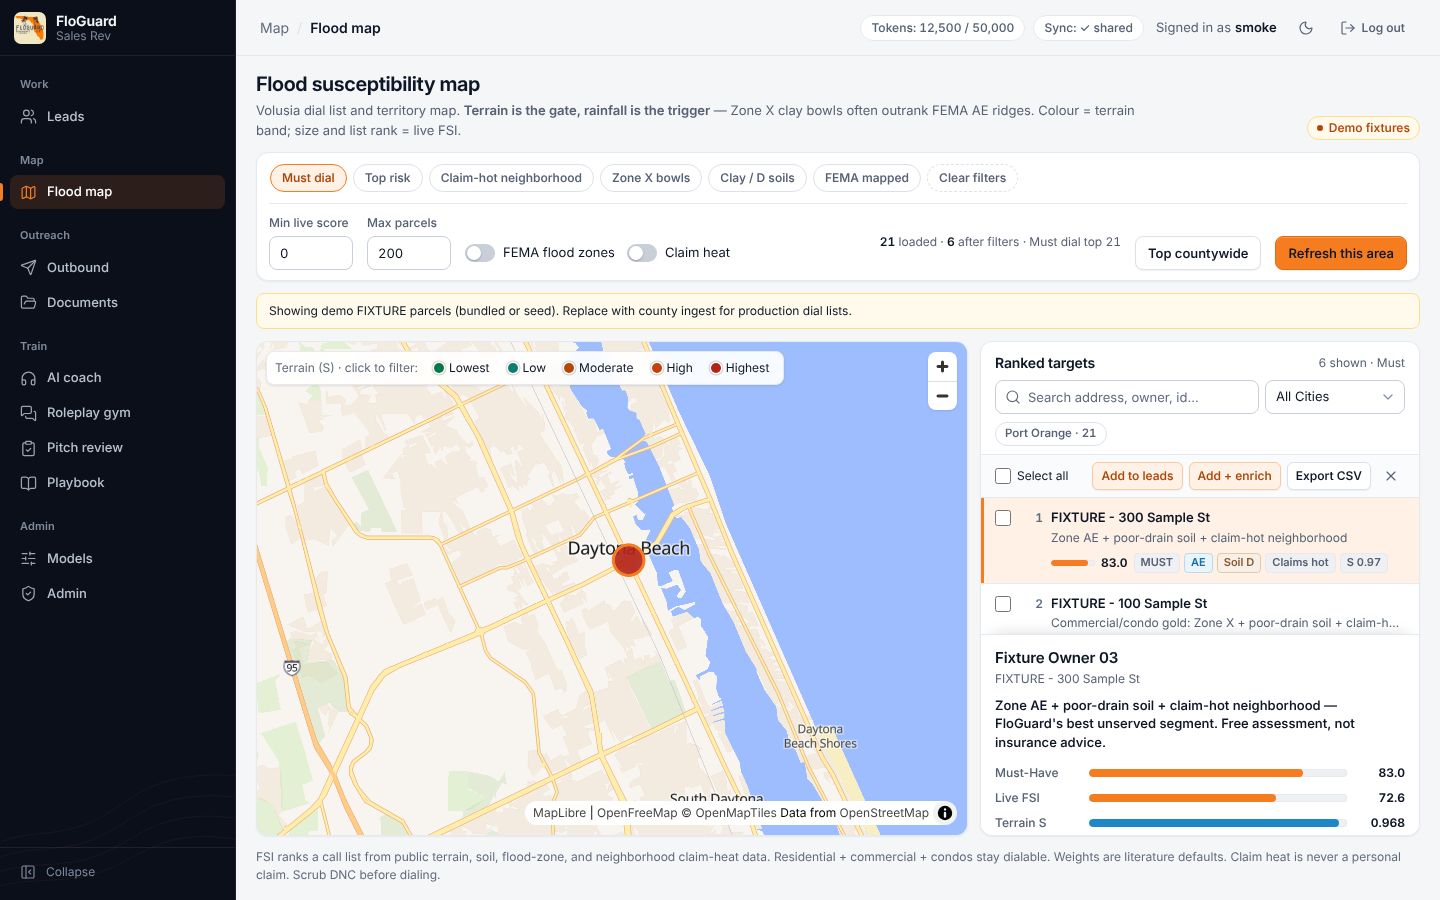 FloGuard
Sales Rev
Work
Leads
Map
Flood map
Outreach
Outbound
Documents
Train
AI coach
Roleplay gym
Pitch review
Playbook
Admin
Models
Admin
Collapse
Map / Flood map
Tokens: 12,500 / 50,000
Sync: ✓ shared
Signed in as smoke
Log out
Flood susceptibility map
Volusia dial list and territory map. Terrain is the gate, rainfall is the trigger — Zone X clay bowls often outrank FEMA AE ridges. Colour = terrain
band; size and list rank = live FSI.
Demo fixtures
Must dial
Top risk
Claim-hot neighborhood
Zone X bowls
Clay / D soils
FEMA mapped
Clear filters
Min live score
Max parcels
0
200
FEMA flood zones
Claim heat
21 loaded · 6 after filters · Must dial top 21
Top countywide
Refresh this area
Showing demo FIXTURE parcels (bundled or seed). Replace with county ingest for production dial lists.
Terrain (S) · click to filter:
Lowest
Low
Moderate
High
Highest
Daytona Beach
95
Daytona
Beach Shores
South Daytona
MapLibre | OpenFreeMap © OpenMapTiles Data from OpenStreetMap
Ranked targets
6 shown · Must
Search address, owner, id...
All Cities
Port Orange · 21
Select all
Add to leads
Add + enrich
Export CSV
1 FIXTURE - 300 Sample St
Zone AE + poor-drain soil + claim-hot neighborhood
83.0 MUST AE Soil D Claims hot S 0.97
2 FIXTURE - 100 Sample St
Commercial/condo gold: Zone X + poor-drain soil + claim-h...
Fixture Owner 03
FIXTURE - 300 Sample St
Zone AE + poor-drain soil + claim-hot neighborhood —
FloGuard's best unserved segment. Free assessment, not
insurance advice.
Must-Have 83.0
Live FSI 72.6
Terrain S 0.968
FSI ranks a call list from public terrain, soil, flood-zone, and neighborhood claim-heat data. Residential + commercial + condos stay dialable. Weights are literature defaults. Claim heat is never a personal
claim. Scrub DNC before dialing.